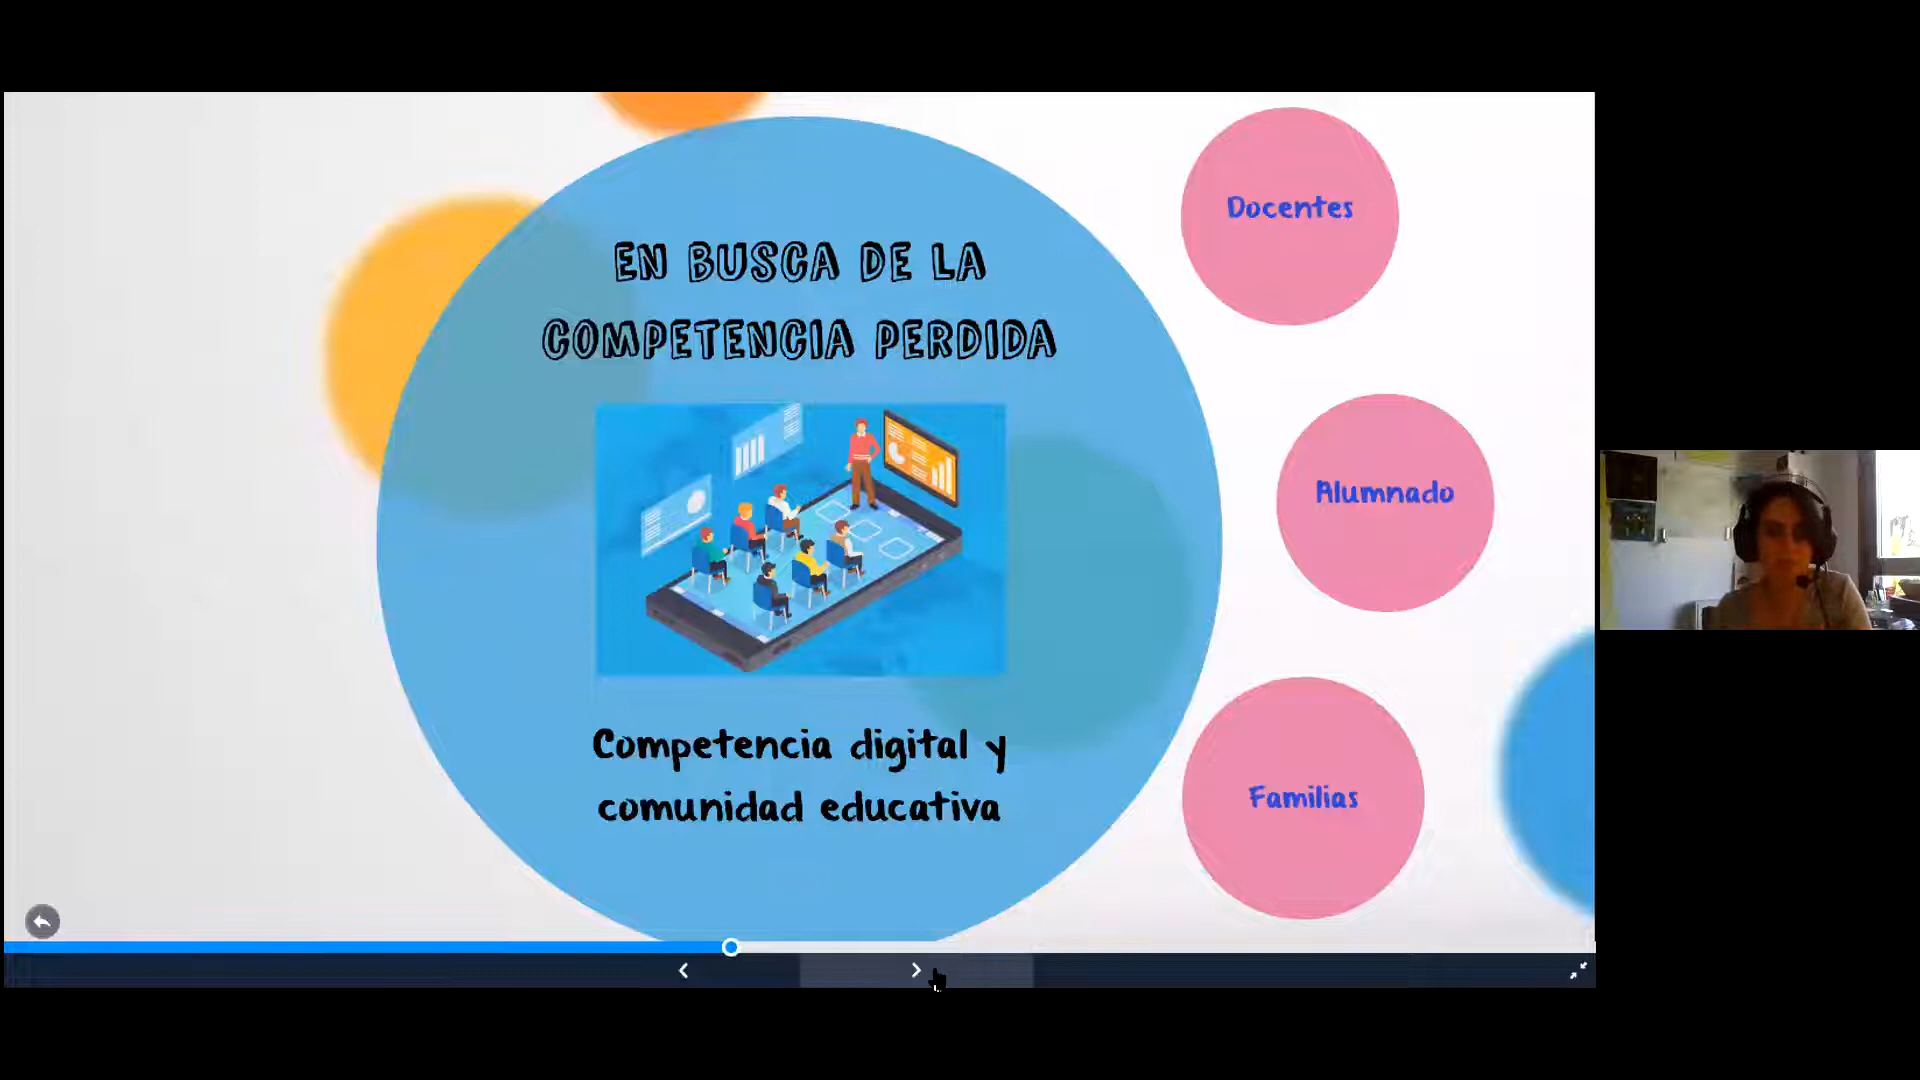 EN BUSCA DE LA
COMPETENCIA PERDIDA
Competencia digital y
comunidad educativa
Docentes
Alumnado
Familias